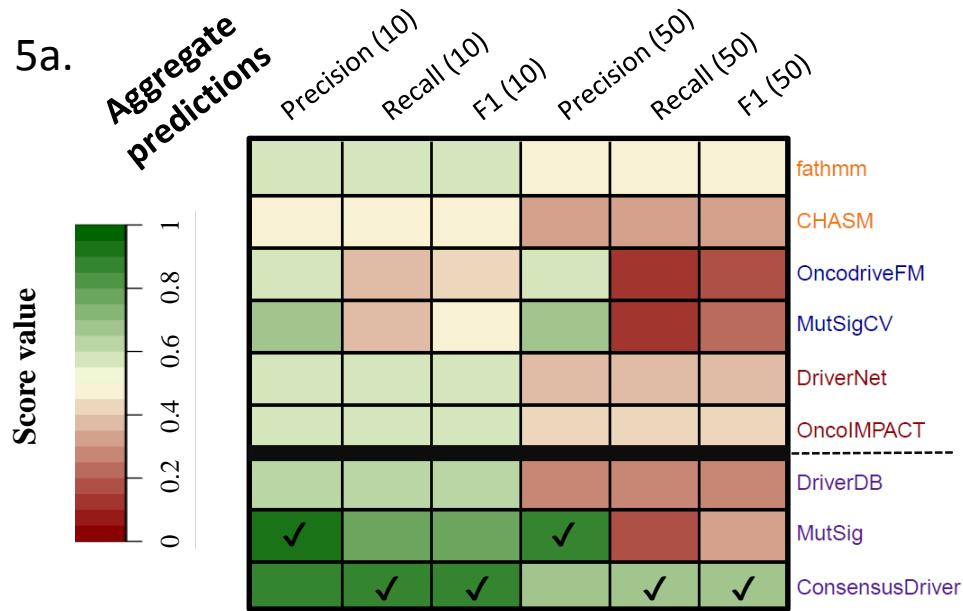 5a.
Aggregate
predictions
Precision (10)
Recall (10)
F1 (10)
Precision (50)
Recall (50)
F1 (50)
Score value
1
0.8
0.6
0.4
0.2
0
fathmm
CHASM
OncodriveFM
MutSigCV
DriverNet
OncoIMPACT
DriverDB
MutSig
ConsensusDriver